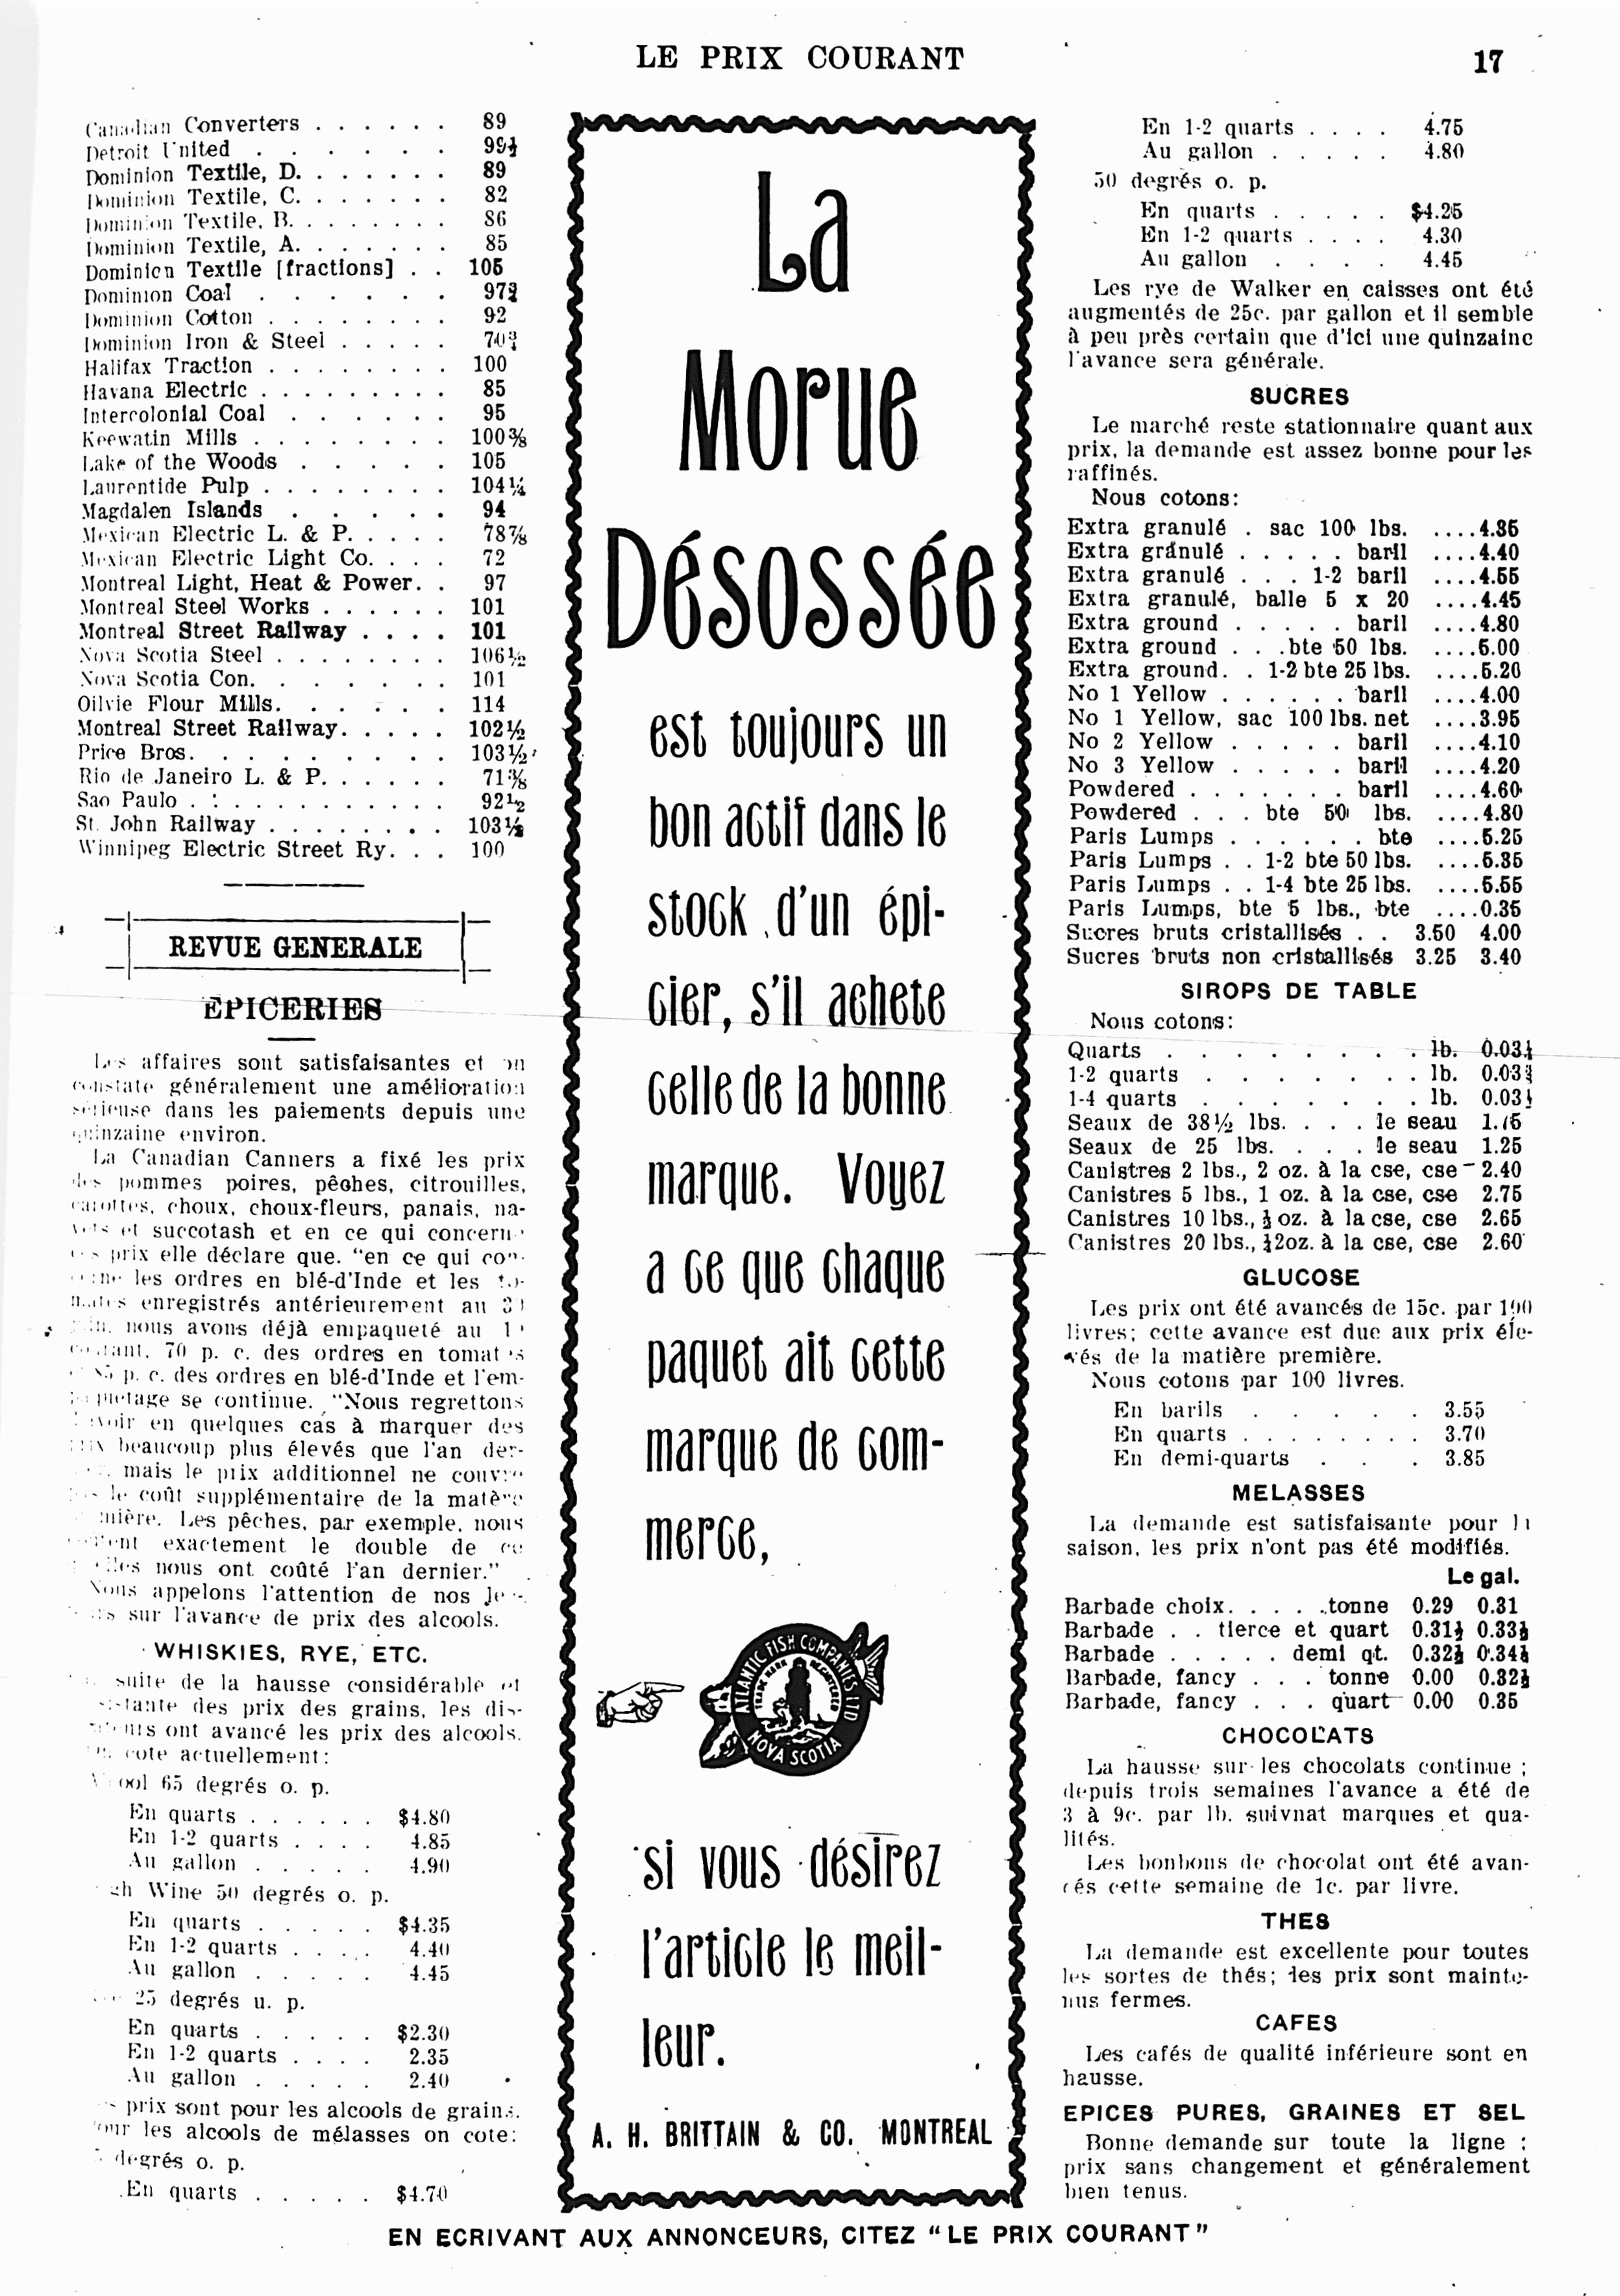 LE PRIX COURANT
17
Canadian Converters . . . . . . 89
Detroit United . . . . . . . 99½
Dominion Textile, D. . . . . . . 89
Dominion Textile, C. . . . . . . 82
Dominion Textile, B. . . . . . . . 86
Dominion Textile, A. . . . . . . 85
Dominion Textile [fractions] . . 105
Dominion Coal . . . . . . 97¾
Dominion Cotton . . . . . . . . 92
Dominion Iron & Steel . . . . . 70¾
Halifax Traction . . . . . . . . 100
Havana Electric . . . . . . . . . 85
Intercolonial Coal . . . . . . 95
Keewatin Mills . . . . . . . . 100⅜
Lake of the Woods . . . . . 105
Laurentide Pulp . . . . . . . . 104¼
Magdalen Islands . . . . . 94
Mexican Electric L. & P. . . . . 78⅞
Mexican Electric Light Co. . . . 72
Montreal Light, Heat & Power. . 97
Montreal Steel Works . . . . . . 101
Montreal Street Railway . . . . 101
Nova Scotia Steel . . . . . . . . 106½
Nova Scotia Con. . . . . . . 101
Oilvie Flour Mills. . . . . . 114
Montreal Street Railway. . . . . 102½
Price Bros. . . . . . . . . 103½
Rio de Janeiro L. & P. . . . . . 71⅜
Sao Paulo . . . . . . . . . . . 92½
St. John Railway . . . . . . . . 103½
Winnipeg Electric Street Ry. . . 100
REVUE GENERALE
EPICERIES
Les affaires sont satisfaisantes et on
constate généralement une amélioration
sérieuse dans les paiements depuis une
quinzaine environ.
La Canadian Canners a fixé les prix
des pommes poires, pêches, citrouilles,
carottes, choux, choux-fleurs, panais, na-
vets et succotash et en ce qui concerne
ces prix elle déclare que. "en ce qui con-
cerne les ordres en blé-d'Inde et les to-
mates enregistrés antérieurement au
nous avons déjà empaqueté au
courant, 70 p. c. des ordres en tomates
p. c. des ordres en blé-d'Inde et l'em-
paquetage se continue. "Nous regrettons
d'avoir en quelques cas à marquer des
prix beaucoup plus élevés que l'an der-
mais le prix additionnel ne couvre
le coût supplémentaire de la matère
mière. Les pêches, par exemple, nous
exactement le double de ce
qu'elles nous ont coûté l'an dernier."
Nous appelons l'attention de nos lec-
teurs sur l'avance de prix des alcools.
WHISKIES, RYE, ETC.
suite de la hausse considérable et
constante des prix des grains, les dis-
tillateurs ont avancé les prix des alcools.
On cote actuellement:
Alcool 65 degrés o. p.
En quarts . . . . . . $4.80
En 1-2 quarts . . . . 4.85
Au gallon . . . . . 4.90
High Wine 50 degrés o. p.
En quarts . . . . . $4.35
En 1-2 quarts . . . . 4.40
Au gallon . . . . . 4.45
25 degrés u. p.
En quarts . . . . . $2.30
En 1-2 quarts . . . . 2.35
Au gallon . . . . . 2.40
prix sont pour les alcools de grains.
Pour les alcools de mélasses on cote:
degrés o. p.
En quarts . . . . . $4.70
La
Morue
Désossée
est toujours un
bon actif dans le
stock d'un épi-
cier, s'il achete
celle de la bonne
marque. Voyez
a ce que chaque
paquet ait cette
marque de com-
merce,
ATLANTIC FISH COMPANIES LTD
TRADE MARK REGISTERED
NOVA SCOTIA
si vous désirez
l'article le meil-
leur.
A. H. BRITTAIN & CO. MONTREAL
En 1-2 quarts . . . . 4.75
Au gallon . . . . . 4.80
50 degrés o. p.
En quarts . . . . . $4.25
En 1-2 quarts . . . . 4.30
Au gallon . . . . 4.45
Les rye de Walker en caisses ont été
augmentés de 25c. par gallon et il semble
à peu près certain que d'ici une quinzaine
l'avance sera générale.
SUCRES
Le marché reste stationnaire quant aux
prix, la demande est assez bonne pour les
raffinés.
Nous cotons:
Extra granulé . sac 100 lbs. ....4.35
Extra granulé . . . . . baril ....4.40
Extra granulé . . . 1-2 baril ....4.55
Extra granulé, balle 5 x 20 ....4.45
Extra ground . . . . . baril ....4.80
Extra ground . . .bte 50 lbs. ....5.00
Extra ground. . 1-2 bte 25 lbs. ....5.20
No 1 Yellow . . . . . . baril ....4.00
No 1 Yellow, sac 100 lbs. net ....3.95
No 2 Yellow . . . . . baril ....4.10
No 3 Yellow . . . . . baril ....4.20
Powdered . . . . . . . baril ....4.60
Powdered . . . bte 50 lbs. ....4.80
Paris Lumps . . . . . . bte ....5.25
Paris Lumps . . 1-2 bte 50 lbs. ....5.35
Paris Lumps . . 1-4 bte 25 lbs. ....5.55
Paris Lumps, bte 5 lbs., bte ....0.35
Sucres bruts cristallisés . . 3.50 4.00
Sucres bruts non cristallisés 3.25 3.40
SIROPS DE TABLE
Nous cotons:
Quarts . . . . . . . . . lb. 0.03¼
1-2 quarts . . . . . . . lb. 0.03¾
1-4 quarts . . . . . . . lb. 0.03½
Seaux de 38½ lbs. . . . le seau 1.75
Seaux de 25 lbs. . . . le seau 1.25
Canistres 2 lbs., 2 oz. à la cse, cse 2.40
Canistres 5 lbs., 1 oz. à la cse, cse 2.75
Canistres 10 lbs., ½ oz. à la cse, cse 2.65
Canistres 20 lbs., ½2oz. à la cse, cse 2.60
GLUCOSE
Les prix ont été avancés de 15c. par 100
livres; cette avance est due aux prix éle-
vés de la matière première.
Nous cotons par 100 livres.
En barils . . . . . 3.55
En quarts . . . . . . . . 3.70
En demi-quarts . . . 3.85
MELASSES
La demande est satisfaisante pour la
saison, les prix n'ont pas été modifiés.
Le gal.
Barbade choix. . . . . tonne 0.29 0.31
Barbade . . tierce et quart 0.31½ 0.33½
Barbade . . . . . demi qt. 0.32½ 0.34½
Barbade, fancy . . . tonne 0.00 0.32½
Barbade, fancy . . . quart 0.00 0.35
CHOCOLATS
La hausse sur les chocolats continue ;
depuis trois semaines l'avance a été de
3 à 9c. par lb. suivnat marques et qua-
lités.
Les bonbons de chocolat ont été avan-
cés cette semaine de 1c. par livre.
THES
La demande est excellente pour toutes
les sortes de thés; les prix sont mainte-
nus fermes.
CAFES
Les cafés de qualité inférieure sont en
hausse.
EPICES PURES, GRAINES ET SEL
Bonne demande sur toute la ligne :
prix sans changement et généralement
bien tenus.
EN ECRIVANT AUX ANNONCEURS, CITEZ "LE PRIX COURANT"